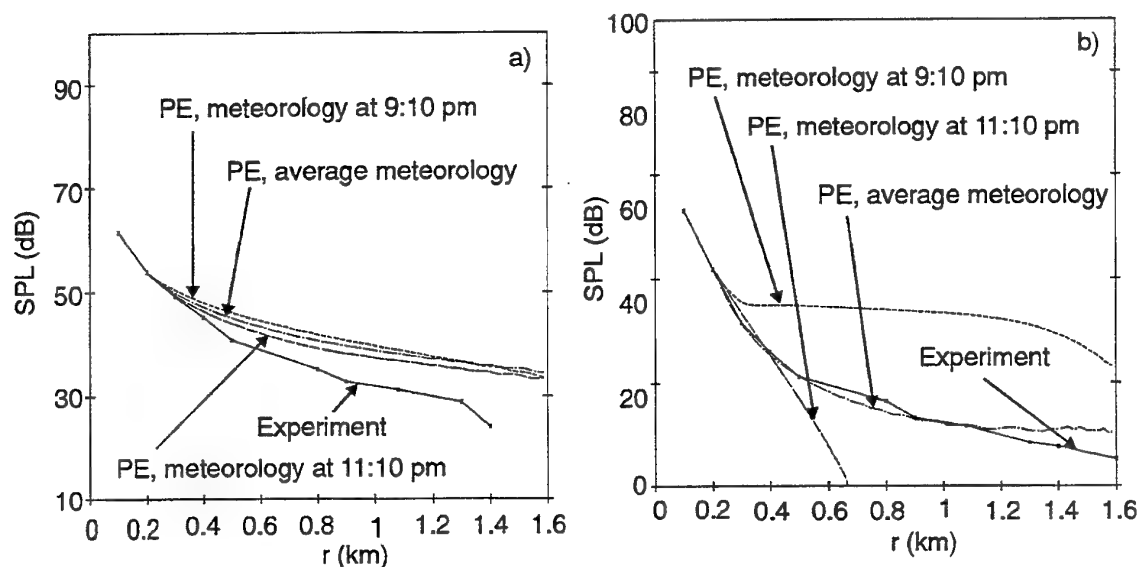 a)
90
PE, meteorology at 9:10 pm
PE, average meteorology
70
SPL (dB)
50
30
Experiment
PE, meteorology at 11:10 pm
10
0 0.2 0.4 0.6 0.8 1 1.2 1.4 1.6
r (km)
b)
100
PE, meteorology at 9:10 pm
80
PE, meteorology at 11:10 pm
PE, average meteorology
60
SPL (dB)
40
Experiment
20
0
0 0.2 0.4 0.6 0.8 1 1.2 1.4 1.6
r (km)